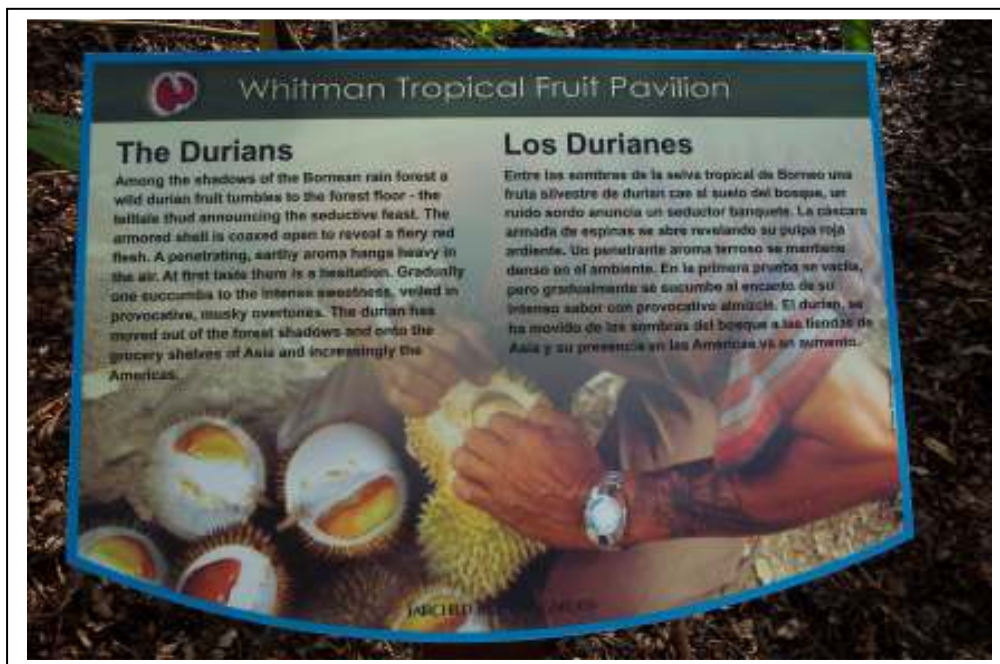 Whitman Tropical Fruit Pavilion
The Durians
Among the shadows of the Bornean rain forest a
wild durian fruit tumbles to the forest floor - the
telltale thud announcing the seductive feast. The
armored shell is coaxed open to reveal a fiery red
flesh. A penetrating, earthy aroma hangs heavy in
the air. At first taste there is a hesitation. Gradually
one succumbs to the intense sweetness, veiled in
provocative, musky overtones. The durian has
moved out of the forest shadows and onto the
grocery shelves of Asia and increasingly the
Americas.
Los Durianes
Entre las sombras de la selva tropical de Borneo una
fruta silvestre de durian cae al suelo del bosque, un
ruido sordo anuncia un seductor banquete. La cáscara
armada de espinas se abre revelando su pulpa roja
ardiente. Un penetrante aroma terroso se mantiene
denso en el ambiente. En la primera prueba se vacila,
pero gradualmente se sucumbe al encanto de su
intenso sabor con provocativo almizcle. El durian, se
ha movido de las sombras del bosque a las tiendas de
Asia y su presencia en las Americas va en aumento.